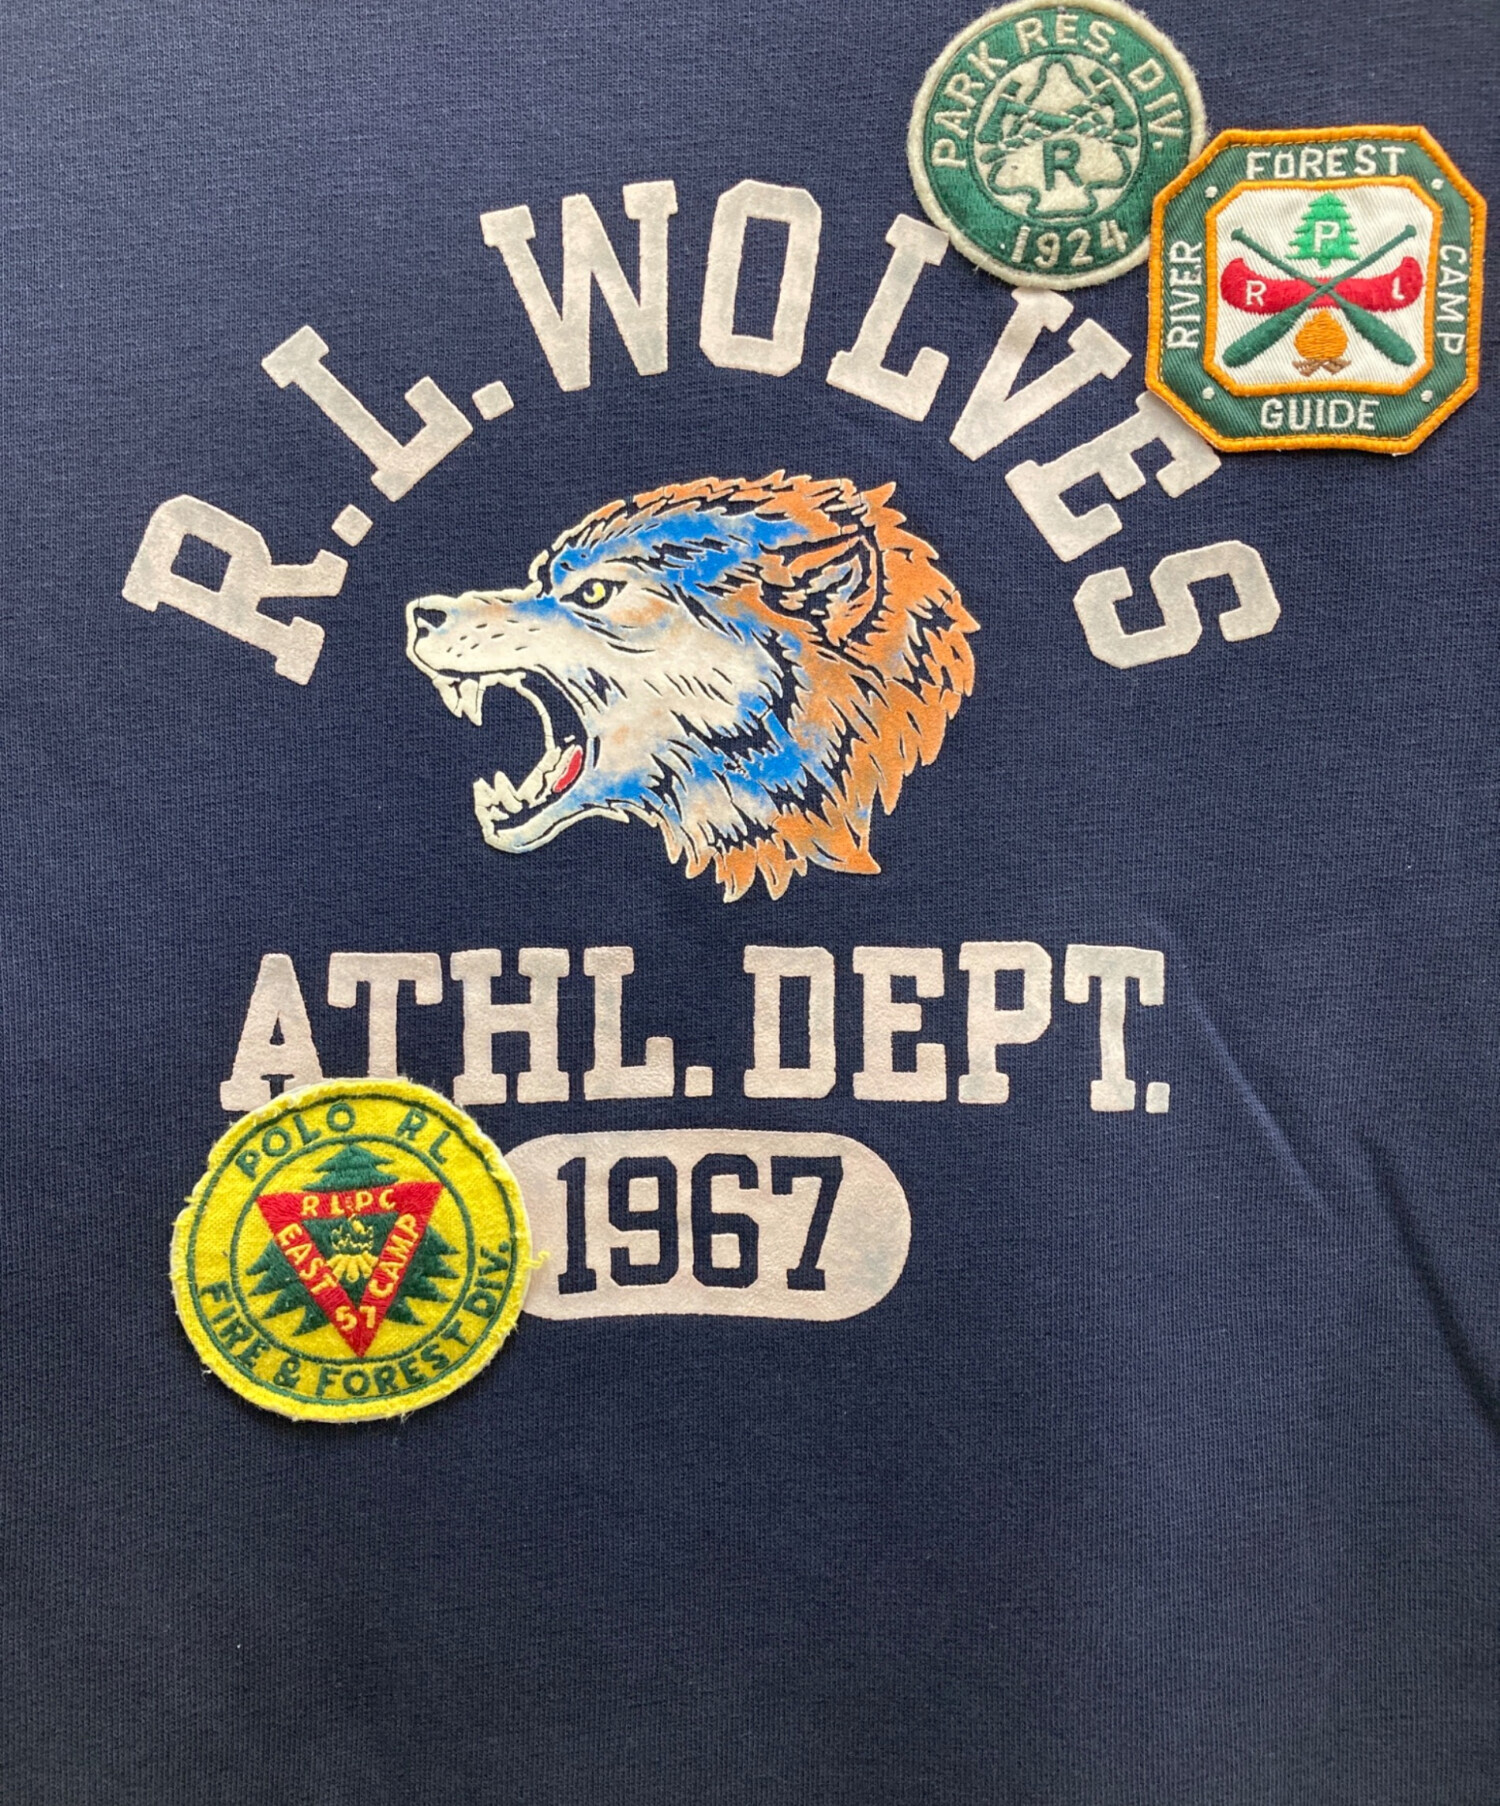 PARK RES. DIV.
R
1924
FOREST
RIVER
CAMP
P
R L
GUIDE
R.L. WOLVES
ATHL. DEPT.
1967
POLO RL
RLPC
EAST CAMP
57
FIRE & FOREST DIV.